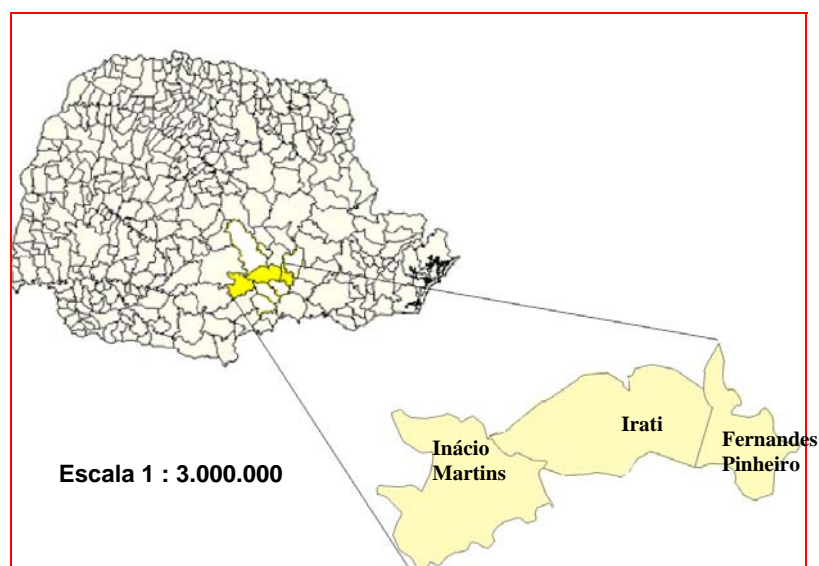 Irati
Fernandes
Pinheiro
Inácio
Martins
Escala 1 : 3.000.000